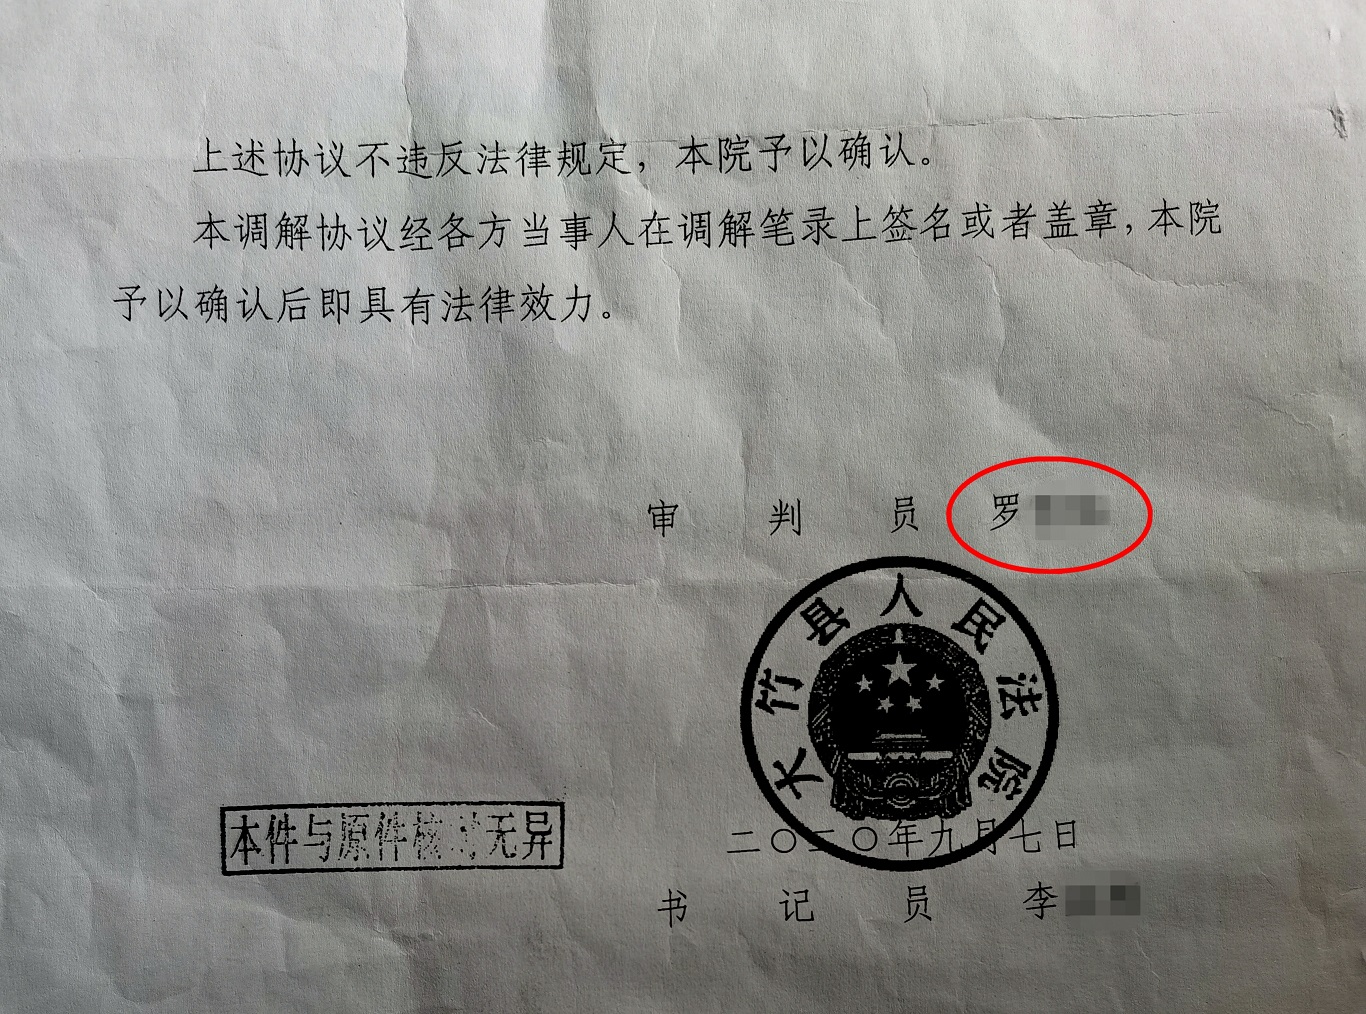 上述协议不违反法律规定，本院予以确认。
本调解协议经各方当事人在调解笔录上签名或者盖章，本院
予以确认后即具有法律效力。
审判员 罗
大竹县人民法院
二〇二〇年九月七日
本件与原件核对无异
书记员 李